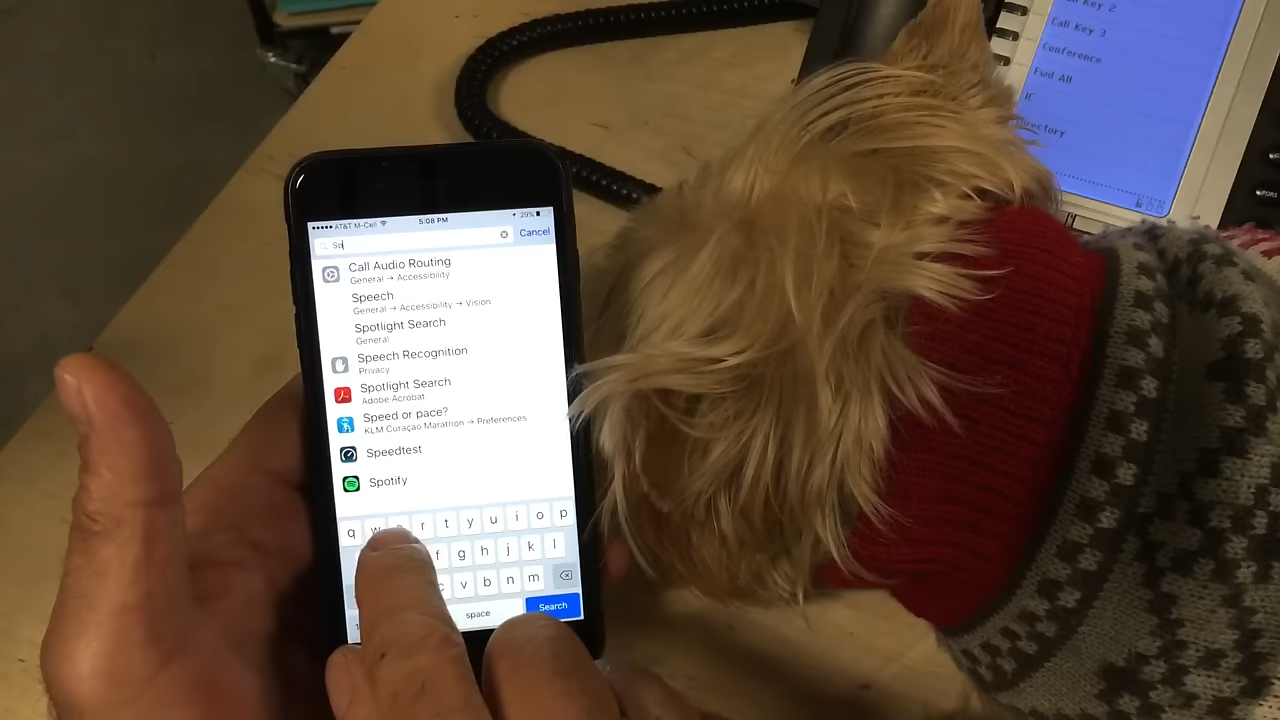 AT&T M-Cell
5:08 PM
29%
Sp
Cancel
Call Audio Routing
General → Accessibility
Speech
General → Accessibility → Vision
Spotlight Search
General
Speech Recognition
Privacy
Spotlight Search
Adobe Acrobat
Speed or pace?
KLM Curaçao Marathon → Preferences
Speedtest
Spotify
q w r t y u i o p
f g h j k l
c v b n m
space
Search
Key 2
Call Key 3
Conference
Fwd All
IC